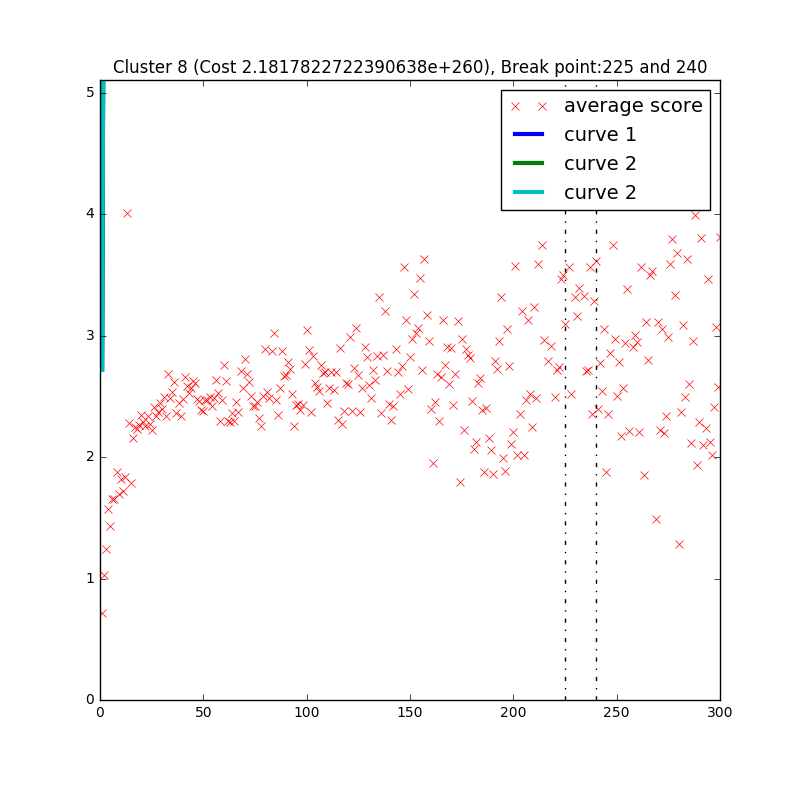 Cluster 8 (Cost 2.1817822722390638e+260), Break point:225 and 240
average score
curve 1
curve 2
curve 2
5
4
3
2
1
0
0 50 100 150 200 250 300